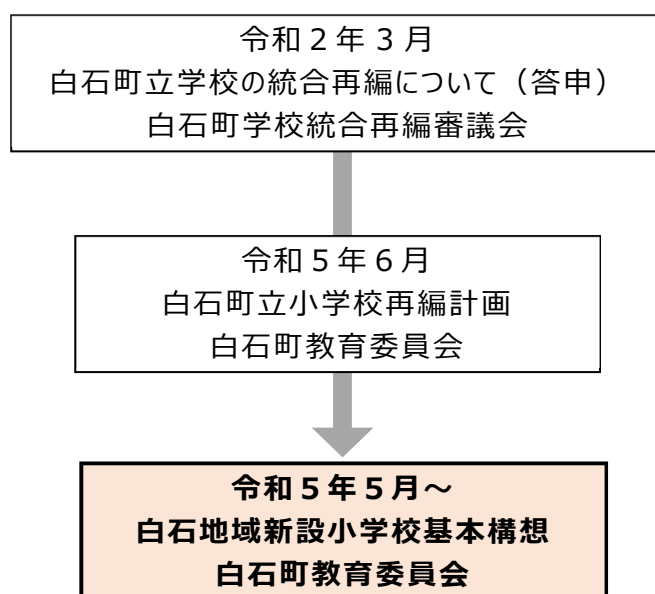 令和２年３月
白石町立学校の統合再編について（答申）
白石町学校統合再編審議会
令和５年６月
白石町立小学校再編計画
白石町教育委員会
令和５年５月～
白石地域新設小学校基本構想
白石町教育委員会